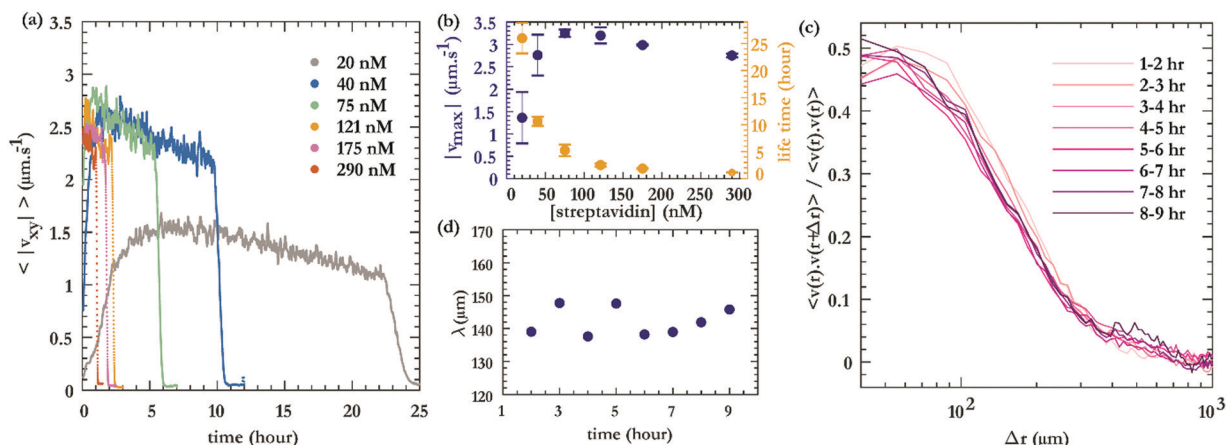 (a)
3.5
3
2.5
2
1.5
1
0.5
0
0
5
10
15
20
25
< |v_xy| > (μm.s⁻¹)
time (hour)
20 nM
40 nM
75 nM
121 nM
175 nM
290 nM
(b)
|v_max| (μm.s⁻¹)
3.5
3
2.5
2
1.5
1
0.5
0
25
20
15
10
5
0
life time (hour)
0
50
100
150
200
250
300
[streptavidin] (nM)
(d)
λ (μm)
170
160
150
140
130
120
1
3
5
7
9
time (hour)
(c)
<v(r).v(r+Δr)> / <v(r).v(r)>
0.5
0.4
0.3
0.2
0.1
0
10²
10³
Δr (μm)
1-2 hr
2-3 hr
3-4 hr
4-5 hr
5-6 hr
6-7 hr
7-8 hr
8-9 hr